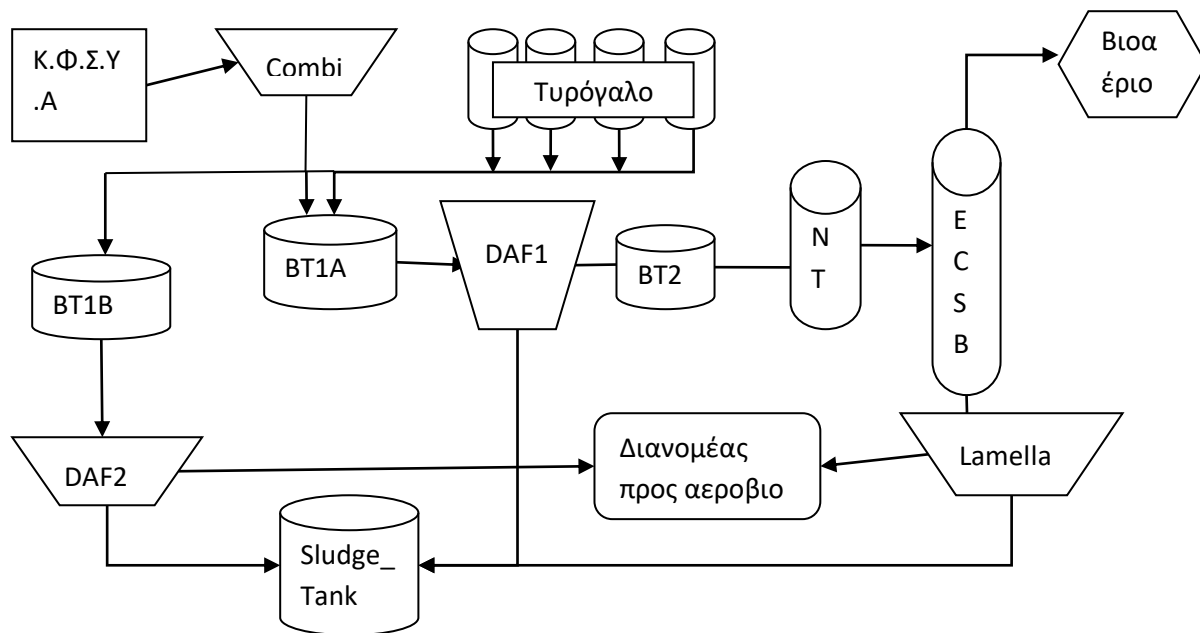 Κ.Φ.Σ.Υ
.Α
Combi
Τυρόγαλο
Βιοα
έριο
BT1B
BT1A
DAF1
BT2
N
T
E
C
S
B
DAF2
Διανομέας
προς αεροβιο
Lamella
Sludge_
Tank